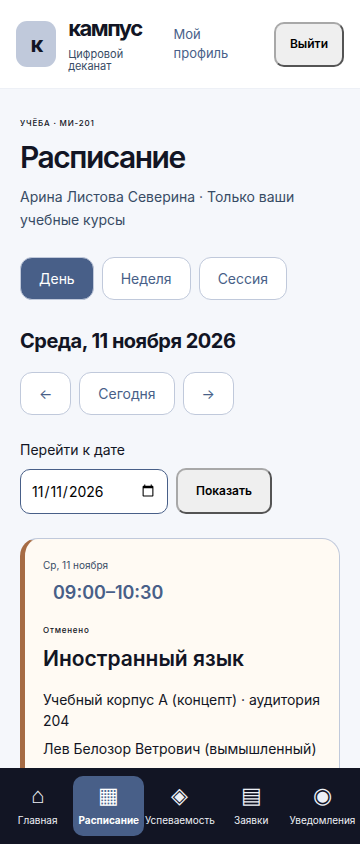 к
кампус
Цифровой
деканат
Мой
профиль
Выйти
УЧЁБА · МИ-201
Расписание
Арина Листова Северина · Только ваши
учебные курсы
День
Неделя
Сессия
Среда, 11 ноября 2026
←
Сегодня
→
Перейти к дате
11/11/2026
Показать
Ср, 11 ноября
09:00–10:30
Отменено
Иностранный язык
Учебный корпус А (концепт) · аудитория
204
Лев Белозор Ветрович (вымышленный)
Главная
Расписание
Успеваемость
Заявки
Уведомления